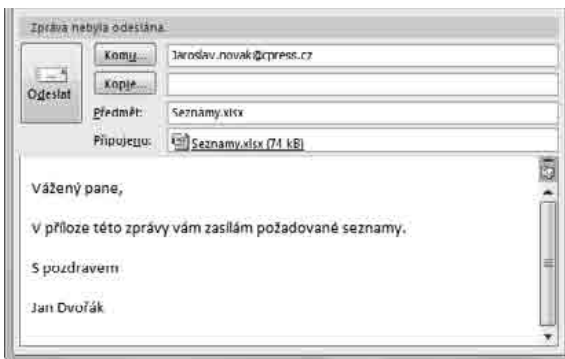 Zpráva nebyla odeslána.
Komu...
Jaroslav.novak@cpress.cz
Kopie...
Odeslat
Předmět:
Seznamy.xlsx
Připojeno:
Seznamy.xlsx (74 kB)
Vážený pane,
V příloze této zprávy vám zasílám požadované seznamy.
S pozdravem
Jan Dvořák